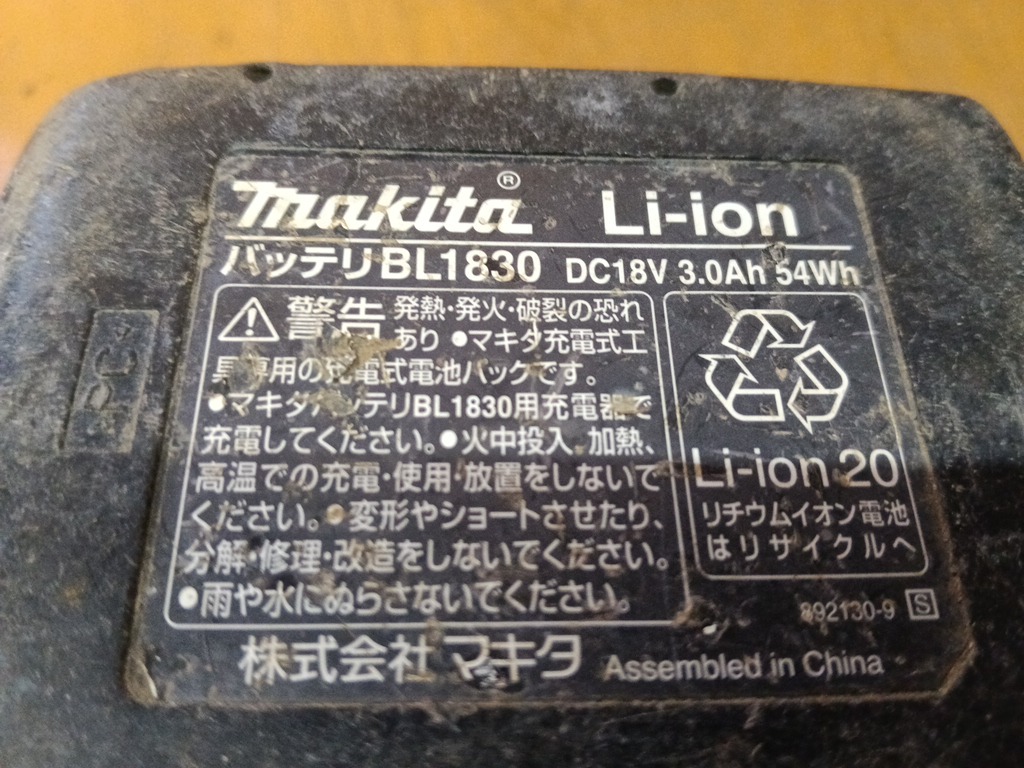 makita® Li-ion
バッテリBL1830 DC18V 3.0Ah 54Wh
警告 発熱・発火・破裂の恐れ
あり ●マキタ充電式工
具専用の充電式電池パックです。
●マキタバッテリBL1830用充電器で
充電してください。●火中投入、加熱、
高温での充電・使用・放置をしないで
ください。●変形やショートさせたり、
分解・修理・改造をしないでください。
●雨や水にぬらさないでください。
Li-ion 20
リチウムイオン電池
はリサイクルへ
892130-9 S
株式会社 マキタ Assembled in China
>PC<